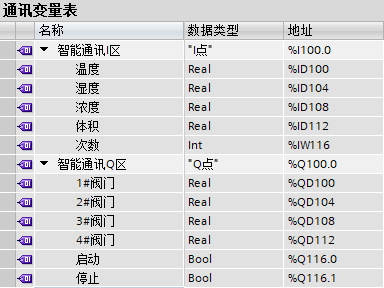 通讯变量表
名称 数据类型 地址
智能通讯I区 "I点" %I100.0
温度 Real %ID100
湿度 Real %ID104
浓度 Real %ID108
体积 Real %ID112
次数 Int %IW116
智能通讯Q区 "Q点" %Q100.0
1#阀门 Real %QD100
2#阀门 Real %QD104
3#阀门 Real %QD108
4#阀门 Real %QD112
启动 Bool %Q116.0
停止 Bool %Q116.1